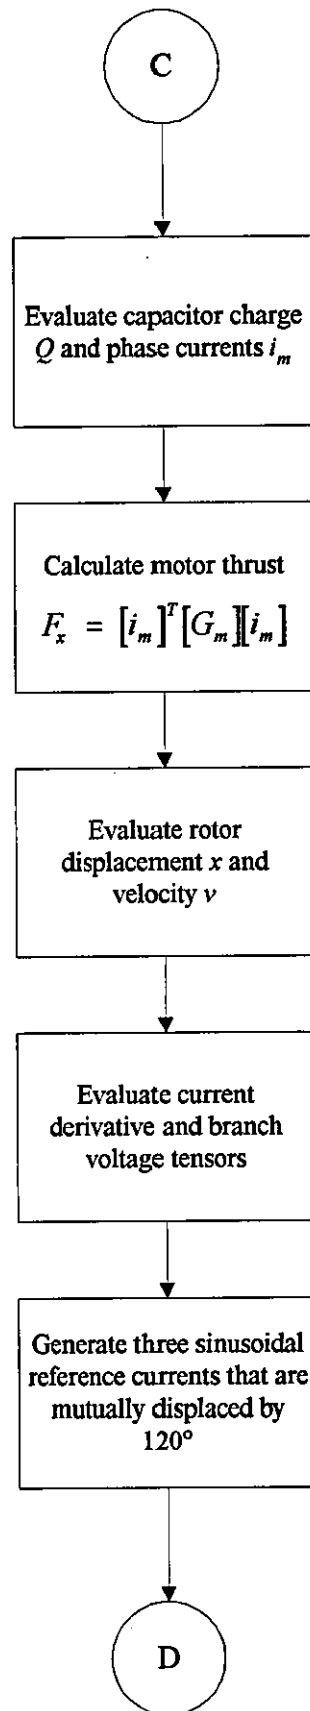 C
Evaluate capacitor charge
Q and phase currents i_m
Calculate motor thrust
F_x = [i_m]^T [G_m][i_m]
Evaluate rotor
displacement x and
velocity v
Evaluate current
derivative and branch
voltage tensors
Generate three sinusoidal
reference currents that are
mutually displaced by
120°
D